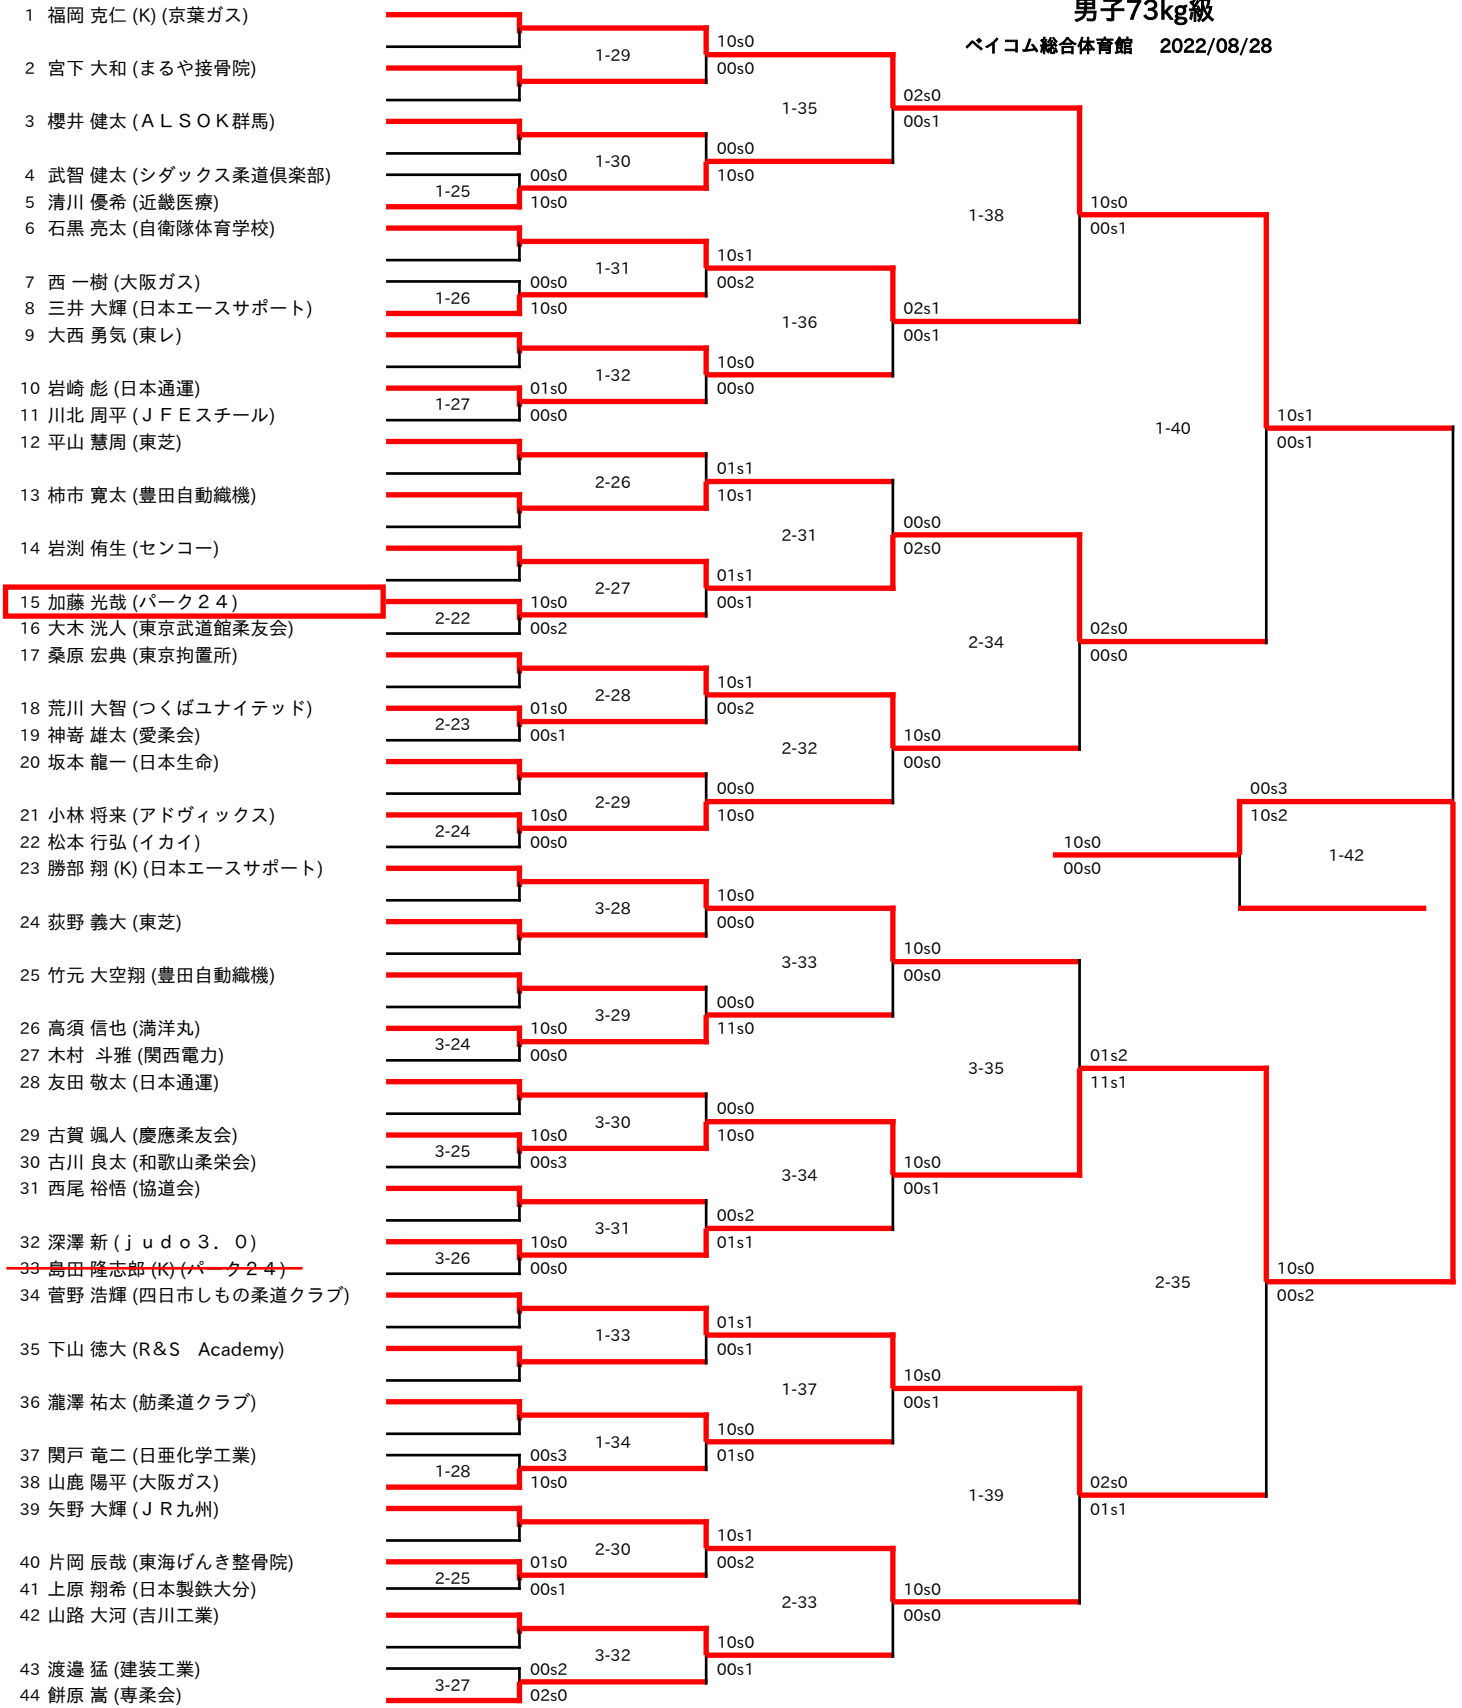 男子73kg級
ベイコム総合体育館 2022/08/28
1 福岡 克仁 (K) (京葉ガス)
2 宮下 大和 (まるや接骨院)
3 櫻井 健太 (ＡＬＳＯＫ群馬)
4 武智 健太 (シダックス柔道倶楽部)
5 清川 優希 (近畿医療)
6 石黒 亮太 (自衛隊体育学校)
7 西 一樹 (大阪ガス)
8 三井 大輝 (日本エースサポート)
9 大西 勇気 (東レ)
10 岩崎 彪 (日本通運)
11 川北 周平 (ＪＦＥスチール)
12 平山 慧周 (東芝)
13 柿市 寛太 (豊田自動織機)
14 岩渕 侑生 (センコー)
15 加藤 光哉 (パーク２４)
16 大木 洸人 (東京武道館柔友会)
17 桑原 宏典 (東京拘置所)
18 荒川 大智 (つくばユナイテッド)
19 神嵜 雄太 (愛柔会)
20 坂本 龍一 (日本生命)
21 小林 将来 (アドヴィックス)
22 松本 行弘 (イカイ)
23 勝部 翔 (K) (日本エースサポート)
24 荻野 義大 (東芝)
25 竹元 大空翔 (豊田自動織機)
26 高須 信也 (満洋丸)
27 木村 斗雅 (関西電力)
28 友田 敬太 (日本通運)
29 古賀 颯人 (慶應柔友会)
30 古川 良太 (和歌山柔栄会)
31 西尾 裕悟 (協道会)
32 深澤 新 (ｊｕｄｏ３．０)
33 島田 隆志郎 (K) (パーク２４)
34 菅野 浩輝 (四日市しもの柔道クラブ)
35 下山 徳大 (R&S Academy)
36 瀧澤 祐太 (舫柔道クラブ)
37 関戸 竜二 (日亜化学工業)
38 山鹿 陽平 (大阪ガス)
39 矢野 大輝 (ＪＲ九州)
40 片岡 辰哉 (東海げんき整骨院)
41 上原 翔希 (日本製鉄大分)
42 山路 大河 (吉川工業)
43 渡邉 猛 (建装工業)
44 餅原 嵩 (専柔会)
1-25
00s0
10s0
1-26
00s0
10s0
1-27
01s0
00s0
2-22
10s0
00s2
2-23
01s0
00s1
2-24
10s0
00s0
3-24
10s0
00s0
3-25
10s0
00s3
3-26
10s0
00s0
1-28
00s3
10s0
2-25
01s0
00s1
3-27
00s2
02s0
1-29
10s0
00s0
1-30
00s0
10s0
1-31
10s1
00s2
1-32
10s0
00s0
2-26
01s1
10s1
2-27
01s1
00s1
2-28
10s1
00s2
2-29
00s0
10s0
3-28
10s0
00s0
3-29
00s0
11s0
3-30
00s0
10s0
3-31
00s2
01s1
1-33
01s1
00s1
1-34
10s0
01s0
2-30
10s1
00s2
3-32
10s0
00s1
1-35
02s0
00s1
1-36
02s1
00s1
2-31
00s0
02s0
2-32
10s0
00s0
3-33
10s0
00s0
3-34
10s0
00s1
1-37
10s0
00s1
2-33
10s0
00s0
1-38
10s0
00s1
2-34
02s0
00s0
3-35
01s2
11s1
1-39
02s0
01s1
1-40
10s1
00s1
2-35
10s0
00s2
00s3
10s2
1-42
10s0
00s0